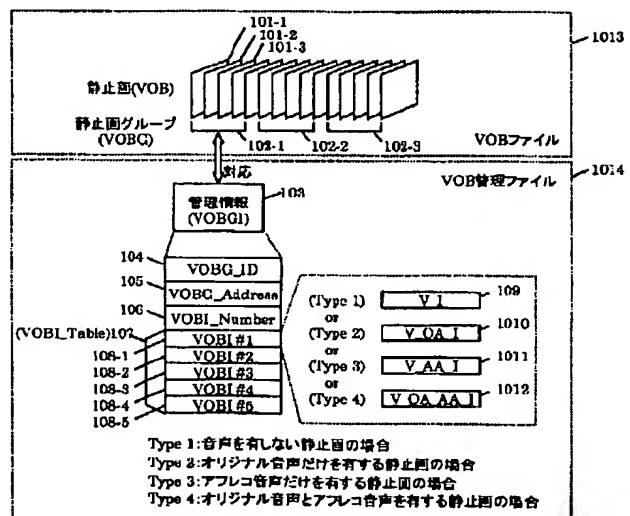 101-1
101-2
101-3
1013
静止画(VOB)
静止画グループ
(VOBG)
102-1
102-2
102-3
VOBファイル
対応
1014
VOB管理ファイル
103
管理情報
(VOBGI)
104
VOBG_ID
105
VOBG_Address
106
VOBI_Number
(VOBI_Table)107
108-1
VOBI#1
108-2
VOBI#2
108-3
VOBI#3
108-4
VOBI#4
108-5
VOBI#5
(Type 1)
V_I
109
or
(Type 2)
V_OA_I
1010
or
(Type 3)
V_AA_I
1011
or
(Type 4)
V_OA_AA_I
1012
Type 1:音声を有しない静止画の場合
Type 2:オリジナル音声だけを有する静止画の場合
Type 3:アフレコ音声だけを有する静止画の場合
Type 4:オリジナル音声とアフレコ音声を有する静止画の場合